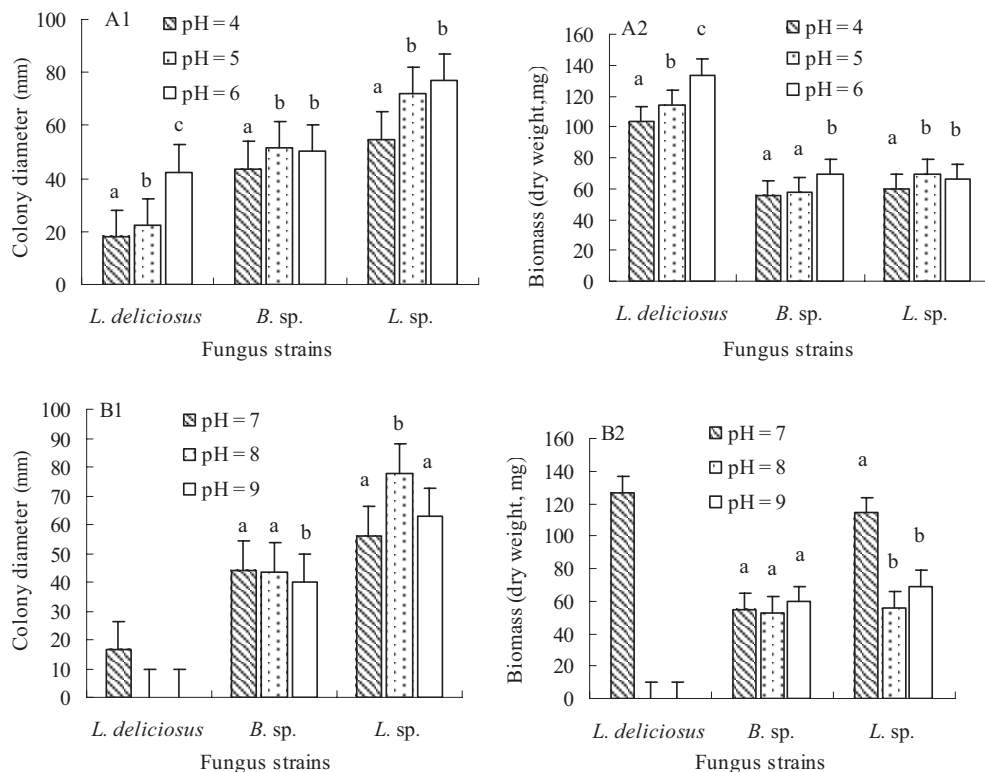 A1
pH = 4
pH = 5
pH = 6
Colony diameter (mm)
100
80
60
40
20
0
a
b
c
a
b
b
a
b
b
L. deliciosus
B. sp.
L. sp.
Fungus strains
A2
pH = 4
pH = 5
pH = 6
Biomass (dry weight,mg)
160
140
120
100
80
60
40
20
0
a
b
c
a
a
b
a
b
b
L. deliciosus
B. sp.
L. sp.
Fungus strains
B1
pH = 7
pH = 8
pH = 9
Colony diameter (mm)
100
90
80
70
60
50
40
30
20
10
0
a
a
b
a
b
a
L. deliciosus
B. sp.
L. sp.
Fungus strains
B2
pH = 7
pH = 8
pH = 9
Biomass (dry weight, mg)
160
140
120
100
80
60
40
20
0
a
a
a
a
b
b
L. deliciosus
B. sp.
L. sp.
Fungus strains